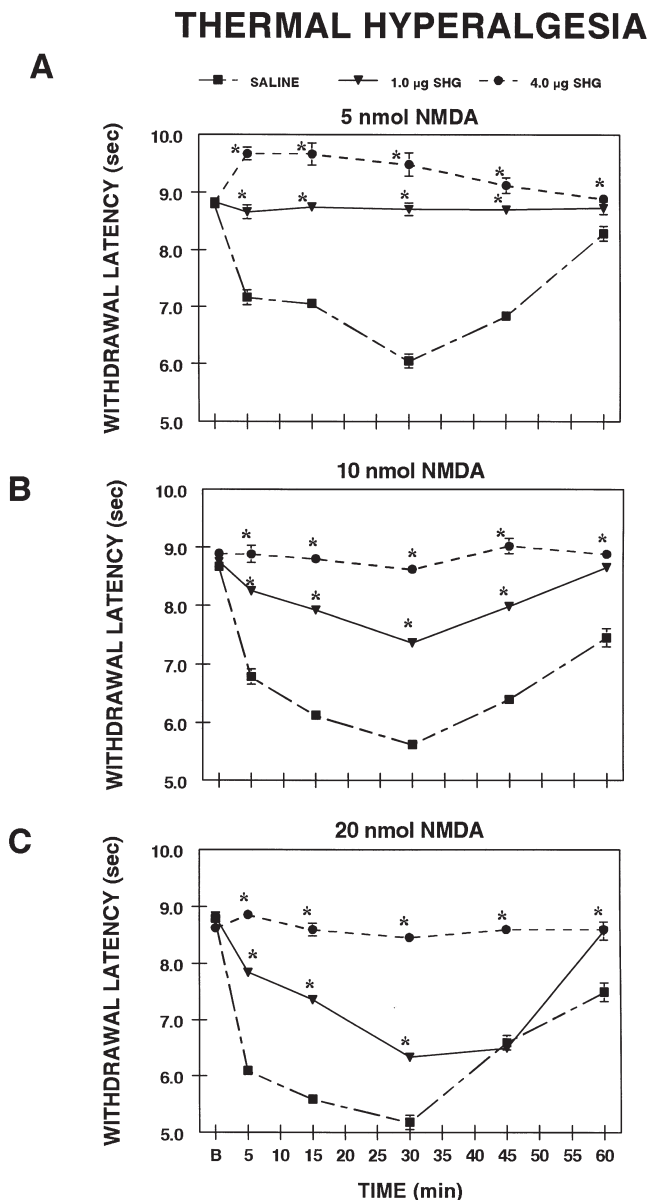 THERMAL HYPERALGESIA
A
SALINE 1.0 µg SHG 4.0 µg SHG
5 nmol NMDA
WITHDRAWAL LATENCY (sec)
10.0
9.0
8.0
7.0
6.0
5.0
* * * * *
* * * * *
B
10 nmol NMDA
WITHDRAWAL LATENCY (sec)
10.0
9.0
8.0
7.0
6.0
5.0
* * * * *
* * * *
C
20 nmol NMDA
WITHDRAWAL LATENCY (sec)
10.0
9.0
8.0
7.0
6.0
5.0
* * * * *
* * *
B 5 10 15 20 25 30 35 40 45 50 55 60
TIME (min)